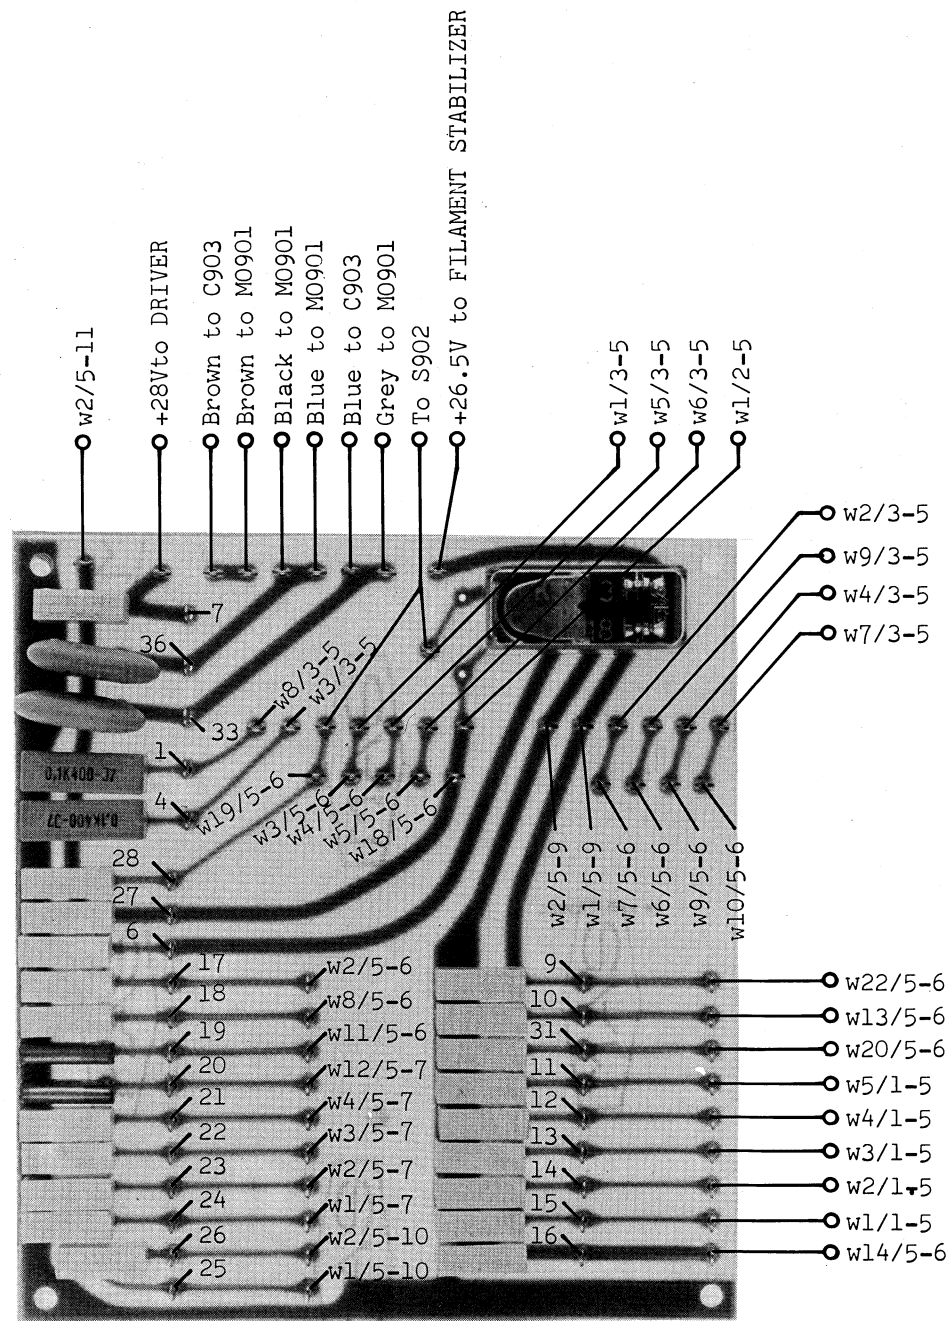 w2/5-11
+28Vto DRIVER
Brown to C903
Brown to MO901
Black to MO901
Blue to MO901
Blue to C903
Grey to MO901
To S902
+26.5V to FILAMENT STABILIZER
w1/3-5
w5/3-5
w6/3-5
w1/2-5
w2/3-5
w9/3-5
w4/3-5
w7/3-5
7
36
33
w8/3-5
w3/3-5
1
0,1K400-J7
4
0,1K400-J7
w19/5-6
w3/5-6
w4/5-6
w5/5-6
w18/5-6
w2/5-9
w1/5-9
w7/5-6
w6/5-6
w9/5-6
w10/5-6
28
27
6
17
w2/5-6
18
w8/5-6
19
w11/5-6
20
w12/5-7
21
w4/5-7
22
w3/5-7
23
w2/5-7
24
w1/5-7
26
w2/5-10
25
w1/5-10
9
w22/5-6
10
w13/5-6
31
w20/5-6
11
w5/1-5
12
w4/1-5
13
w3/1-5
14
w2/1-5
15
w1/1-5
16
w14/5-6